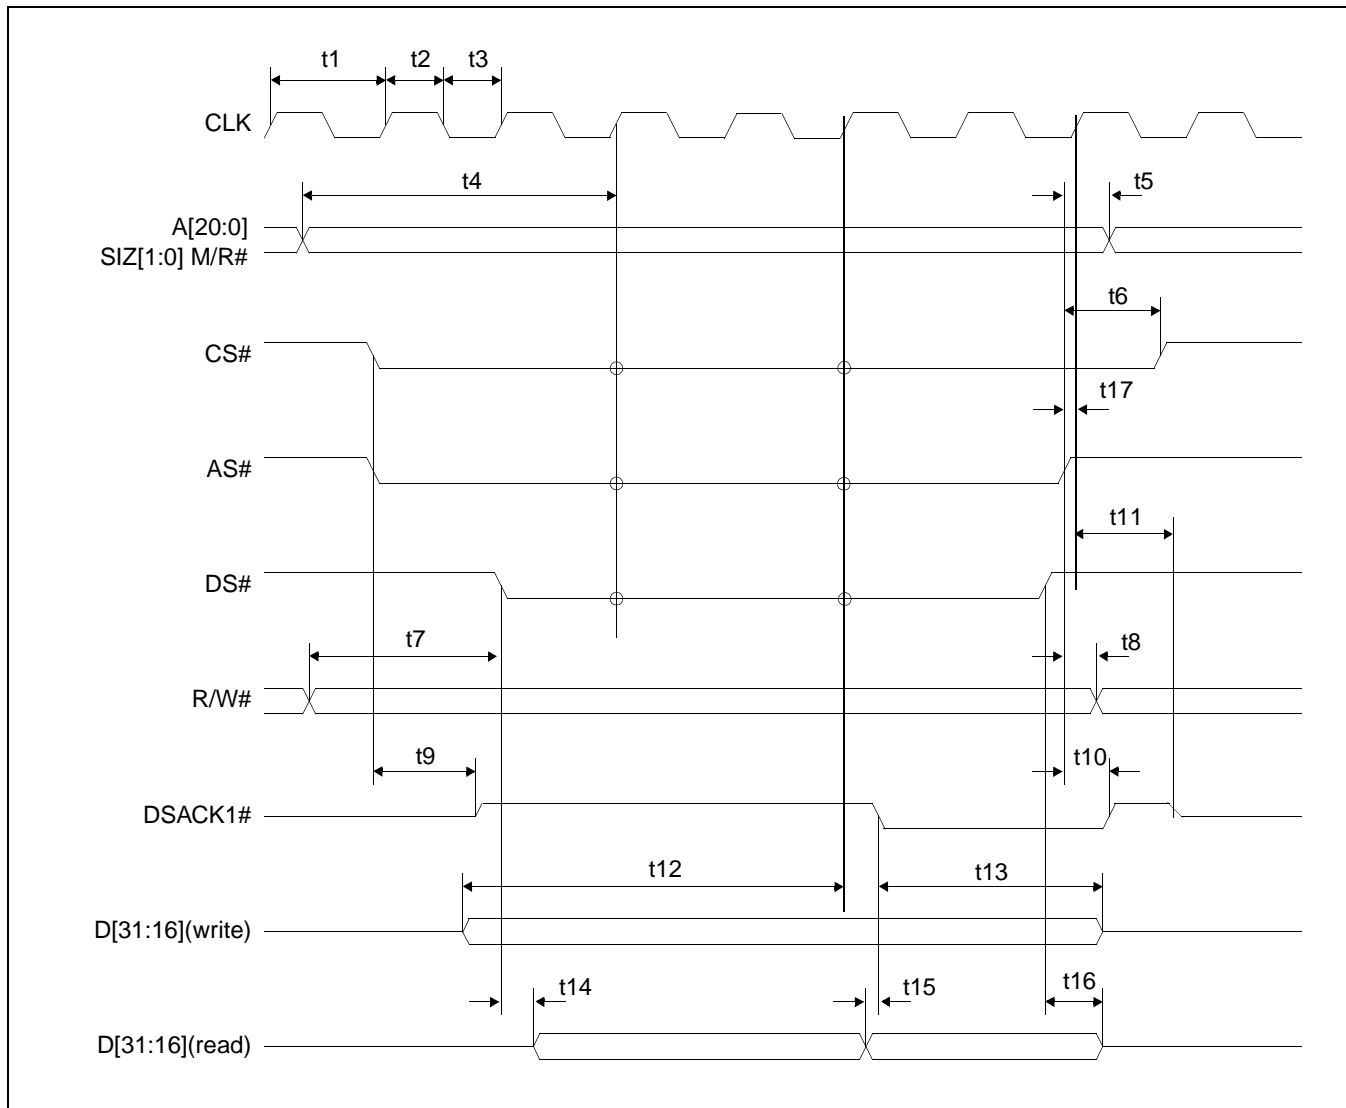 t1 t2 t3
CLK
t4 t5
A[20:0]
SIZ[1:0] M/R#
t6
CS#
t17
AS#
t11
DS#
t7 t8
R/W#
t9 t10
DSACK1#
t12 t13
D[31:16](write)
t14 t15 t16
D[31:16](read)